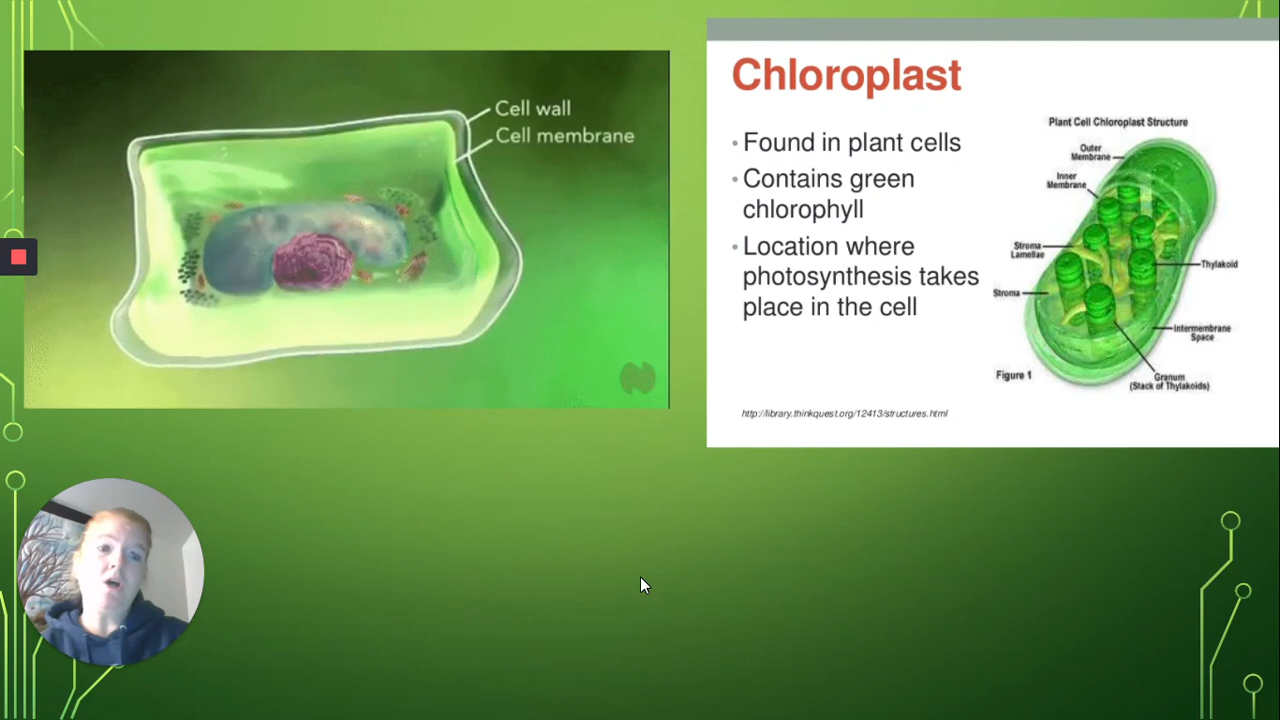 Cell wall
Cell membrane
Chloroplast
• Found in plant cells
• Contains green
chlorophyll
• Location where
photosynthesis takes
place in the cell
Plant Cell Chloroplast Structure
Outer
Membrane
Inner
Membrane
Stroma
Lamellae
Thylakoid
Stroma
Intermembrane
Space
Figure 1
Granum
(Stack of Thylakoids)
http://library.thinkquest.org/12413/structures.html